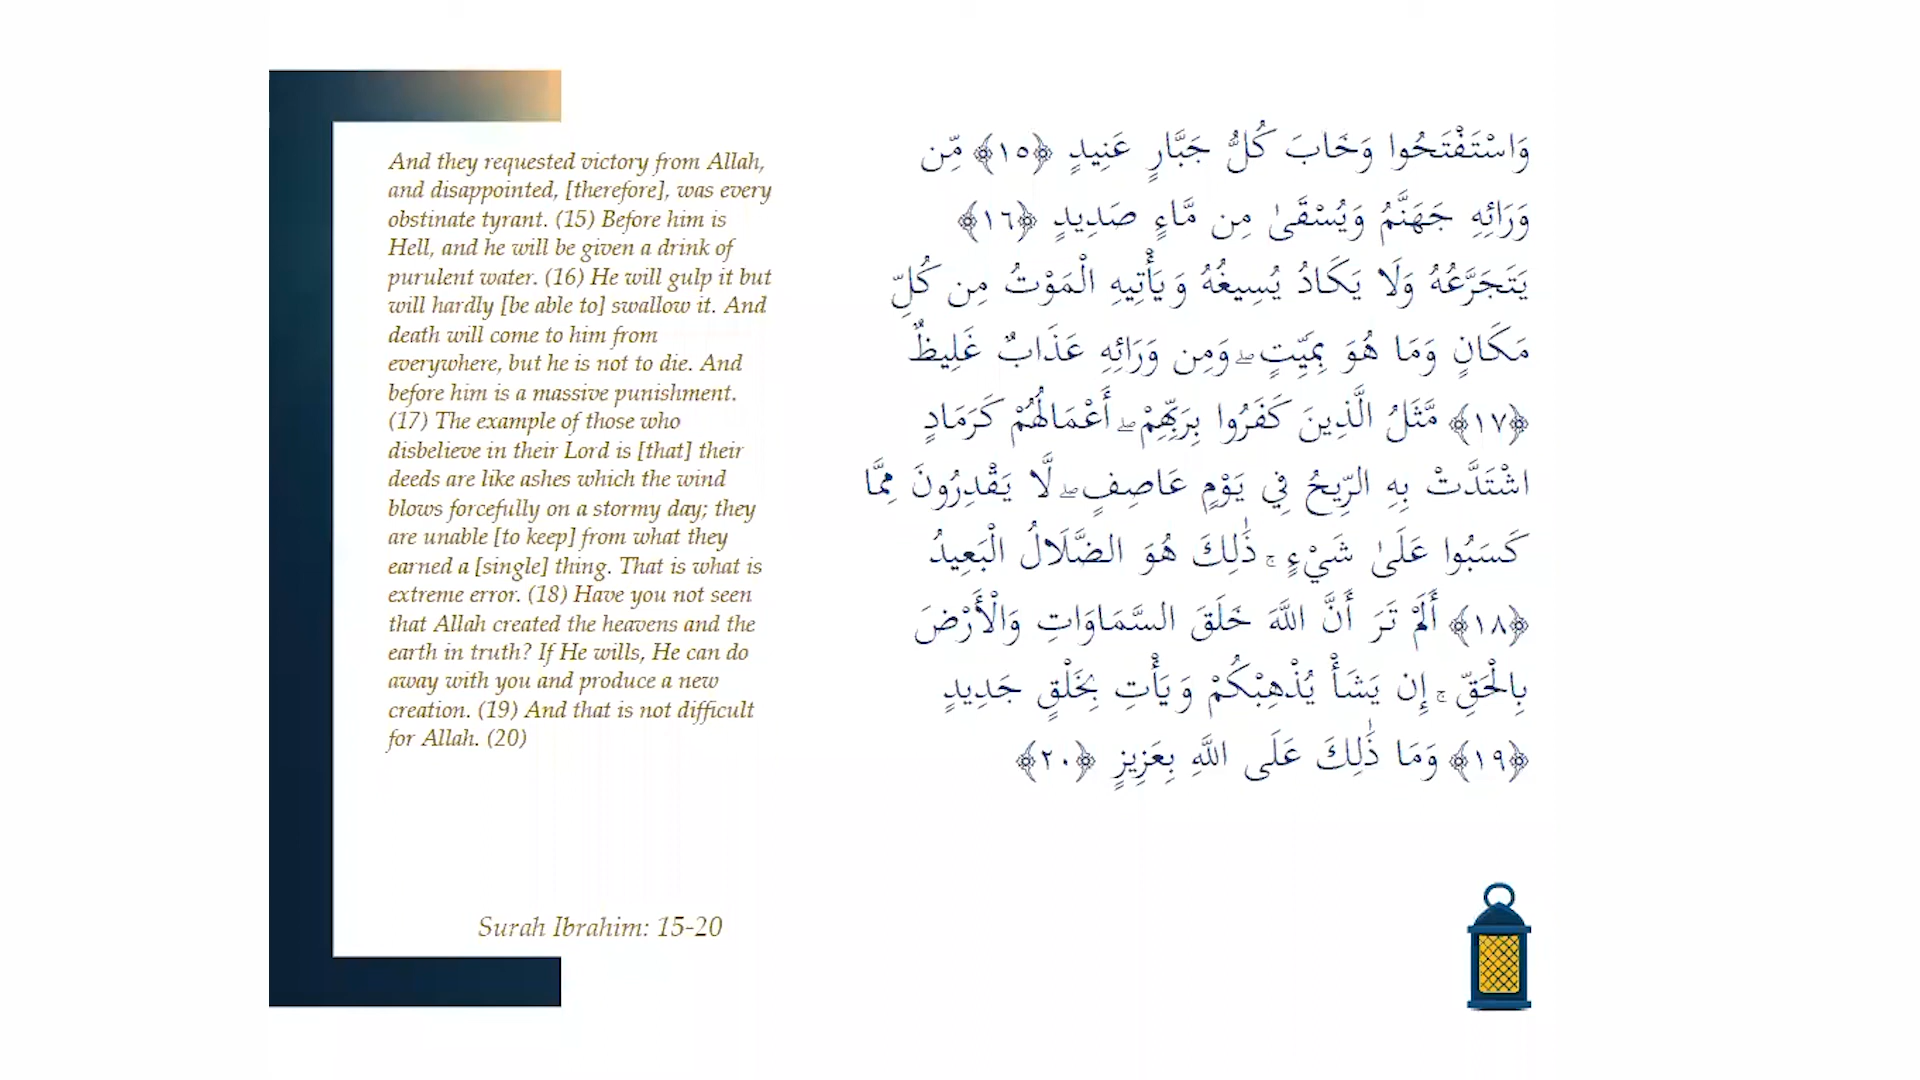 And they requested victory from Allah,
and disappointed, [therefore], was every
obstinate tyrant. (15) Before him is
Hell, and he will be given a drink of
purulent water. (16) He will gulp it but
will hardly [be able to] swallow it. And
death will come to him from
everywhere, but he is not to die. And
before him is a massive punishment.
(17) The example of those who
disbelieve in their Lord is [that] their
deeds are like ashes which the wind
blows forcefully on a stormy day; they
are unable [to keep] from what they
earned a [single] thing. That is what is
extreme error. (18) Have you not seen
that Allah created the heavens and the
earth in truth? If He wills, He can do
away with you and produce a new
creation. (19) And that is not difficult
for Allah. (20)
Surah Ibrahim: 15-20
وَاسْتَفْتَحُوا وَخَابَ كُلُّ جَبَّارٍ عَنِيدٍ ﴿١٥﴾ مِّن
وَرَائِهِ جَهَنَّمُ وَيُسْقَىٰ مِن مَّاءٍ صَدِيدٍ ﴿١٦﴾
يَتَجَرَّعُهُ وَلَا يَكَادُ يُسِيغُهُ وَيَأْتِيهِ الْمَوْتُ مِن كُلِّ
مَكَانٍ وَمَا هُوَ بِمَيِّتٍ ۖ وَمِن وَرَائِهِ عَذَابٌ غَلِيظٌ
﴿١٧﴾ مَّثَلُ الَّذِينَ كَفَرُوا بِرَبِّهِمْ ۖ أَعْمَالُهُمْ كَرَمَادٍ
اشْتَدَّتْ بِهِ الرِّيحُ فِي يَوْمٍ عَاصِفٍ ۖ لَّا يَقْدِرُونَ مِمَّا
كَسَبُوا عَلَىٰ شَيْءٍ ۚ ذَٰلِكَ هُوَ الضَّلَالُ الْبَعِيدُ
﴿١٨﴾ أَلَمْ تَرَ أَنَّ اللَّهَ خَلَقَ السَّمَاوَاتِ وَالْأَرْضَ
بِالْحَقِّ ۚ إِن يَشَأْ يُذْهِبْكُمْ وَيَأْتِ بِخَلْقٍ جَدِيدٍ
﴿١٩﴾ وَمَا ذَٰلِكَ عَلَى اللَّهِ بِعَزِيزٍ ﴿٢٠﴾